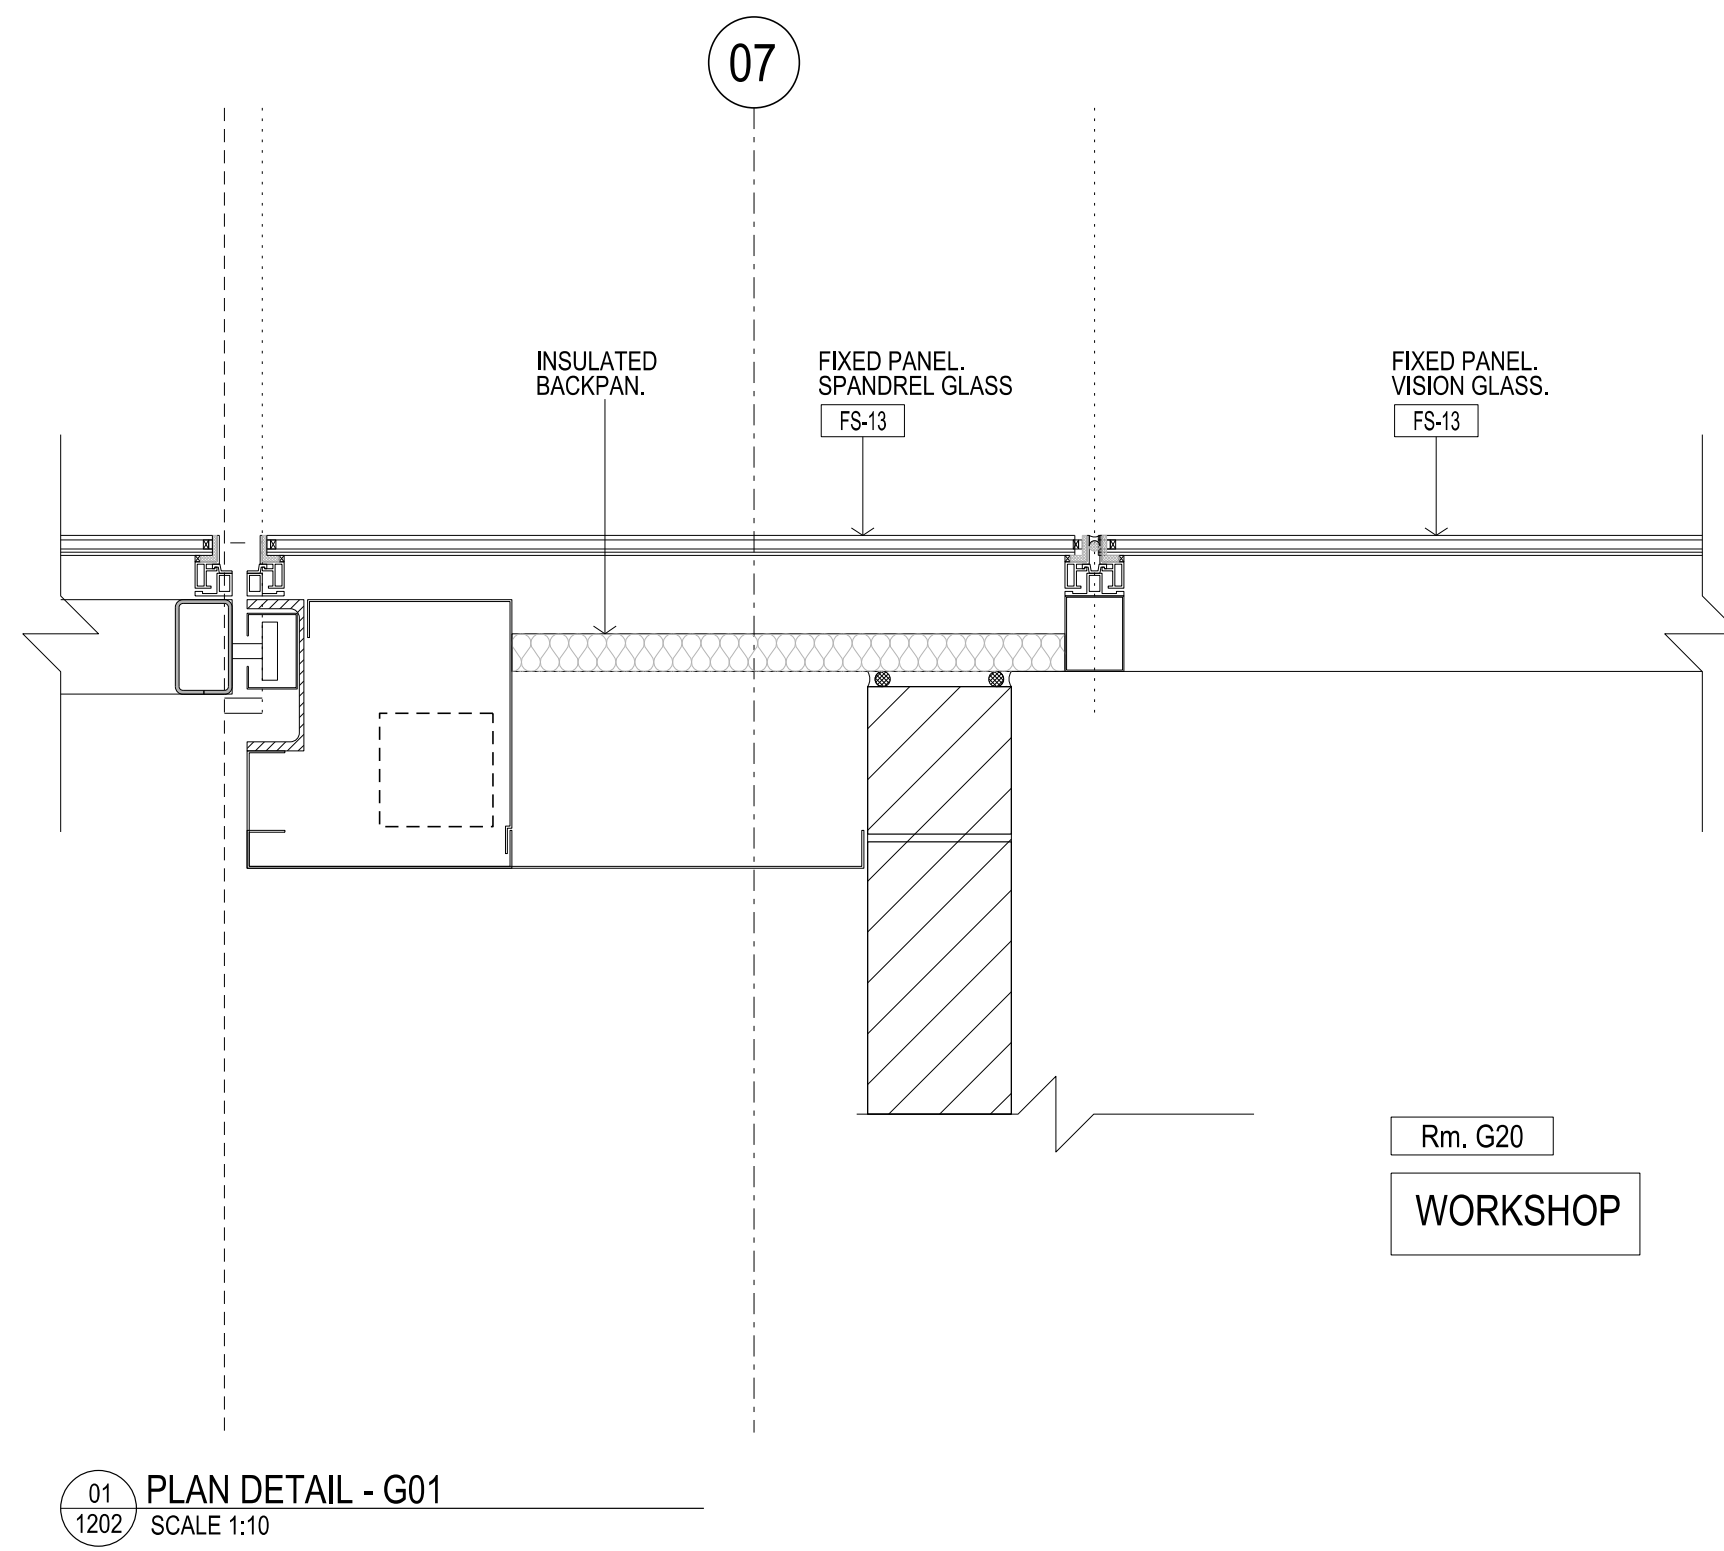 07
INSULATED
BACKPAN.
FIXED PANEL.
SPANDREL GLASS
FS-13
FIXED PANEL.
VISION GLASS.
FS-13
Rm. G20
WORKSHOP
01
1202
PLAN DETAIL - G01
SCALE 1:10